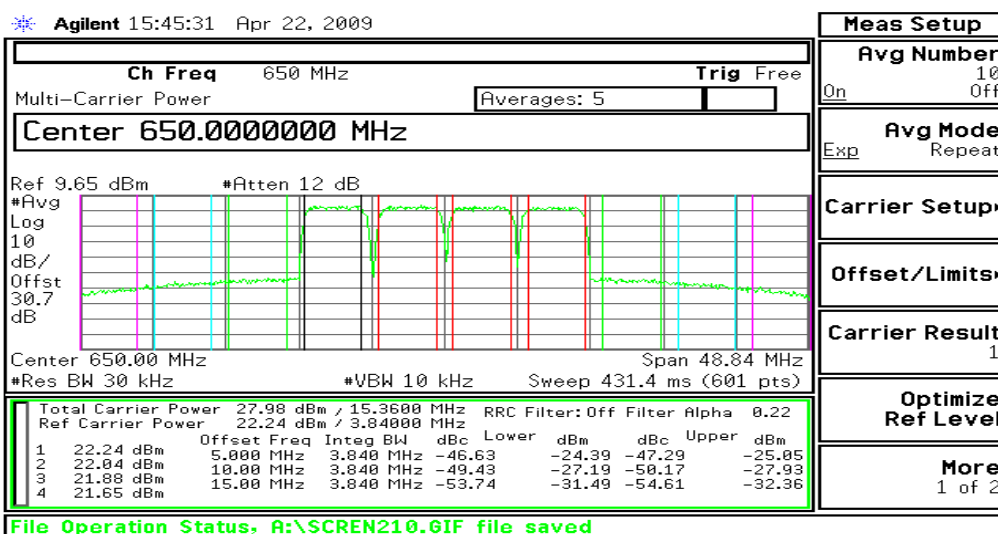 Agilent 15:45:31 Apr 22, 2009
Ch Freq 650 MHz Trig Free
Multi-Carrier Power Averages: 5
Center 650.0000000 MHz
Ref 9.65 dBm #Atten 12 dB
#Avg
Log
10
dB/
Offst
30.7
dB
Center 650.00 MHz Span 48.84 MHz
#Res BW 30 kHz #VBW 10 kHz Sweep 431.4 ms (601 pts)
Total Carrier Power 27.98 dBm / 15.3600 MHz RRC Filter: Off Filter Alpha 0.22
Ref Carrier Power 22.24 dBm / 3.84000 MHz
Offset Freq Integ BW dBc Lower dBm dBc Upper dBm
1 22.24 dBm 5.000 MHz 3.840 MHz -46.63 -24.39 -47.29 -25.05
2 22.04 dBm 10.00 MHz 3.840 MHz -49.43 -27.19 -50.17 -27.93
3 21.88 dBm 15.00 MHz 3.840 MHz -53.74 -31.49 -54.61 -32.36
4 21.65 dBm
File Operation Status, A:\SCREN210.GIF file saved
Meas Setup
Avg Number
10
On Off
Avg Mode
Exp Repeat
Carrier Setup
Offset/Limits
Carrier Result
1
Optimize
Ref Level
More
1 of 2